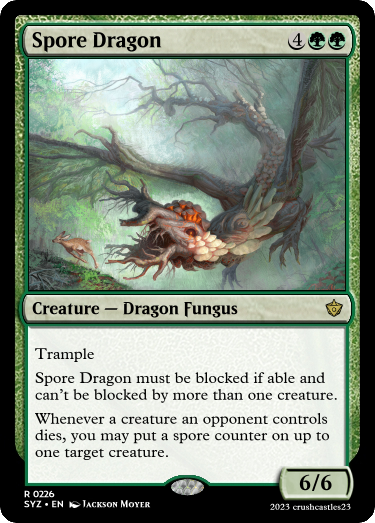 Spore Dragon 4
Creature — Dragon Fungus
Trample
Spore Dragon must be blocked if able and
can't be blocked by more than one creature.
Whenever a creature an opponent controls
dies, you may put a spore counter on up to
one target creature.
6/6
R 0226
SYZ • EN Jackson Moyer
2023 crushcastles23